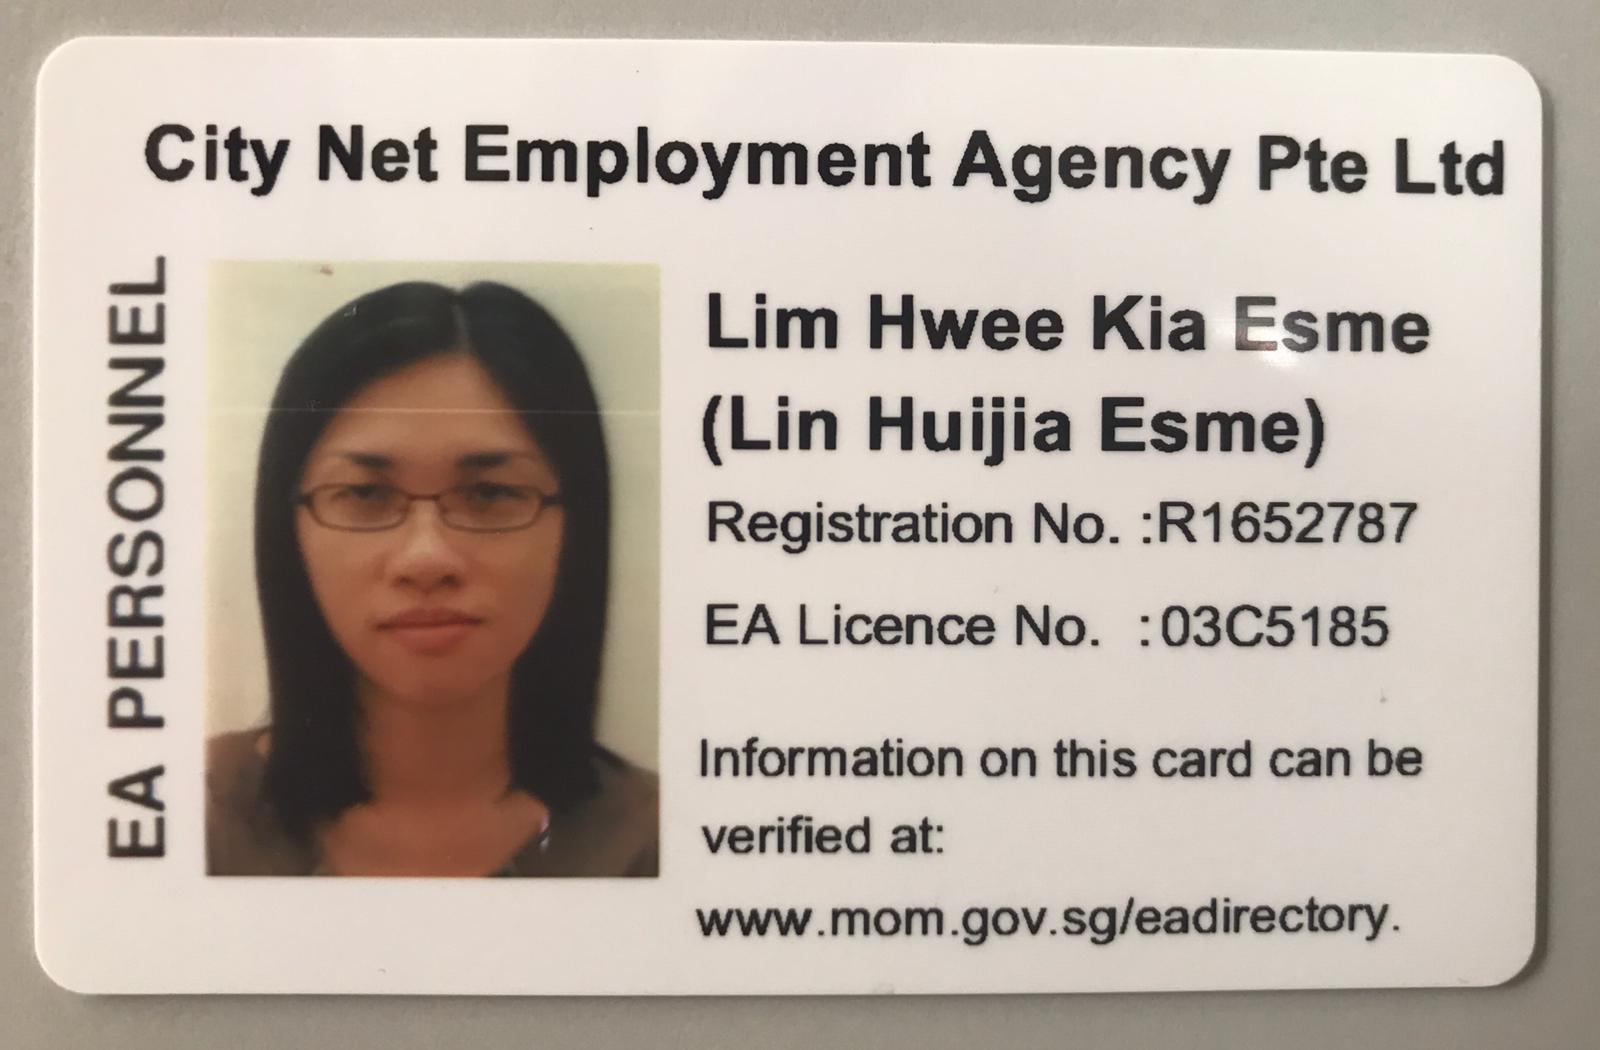 City Net Employment Agency Pte Ltd
EA PERSONNEL
Lim Hwee Kia Esme
(Lin Huijia Esme)
Registration No. :R1652787
EA Licence No. :03C5185
Information on this card can be
verified at:
www.mom.gov.sg/eadirectory.